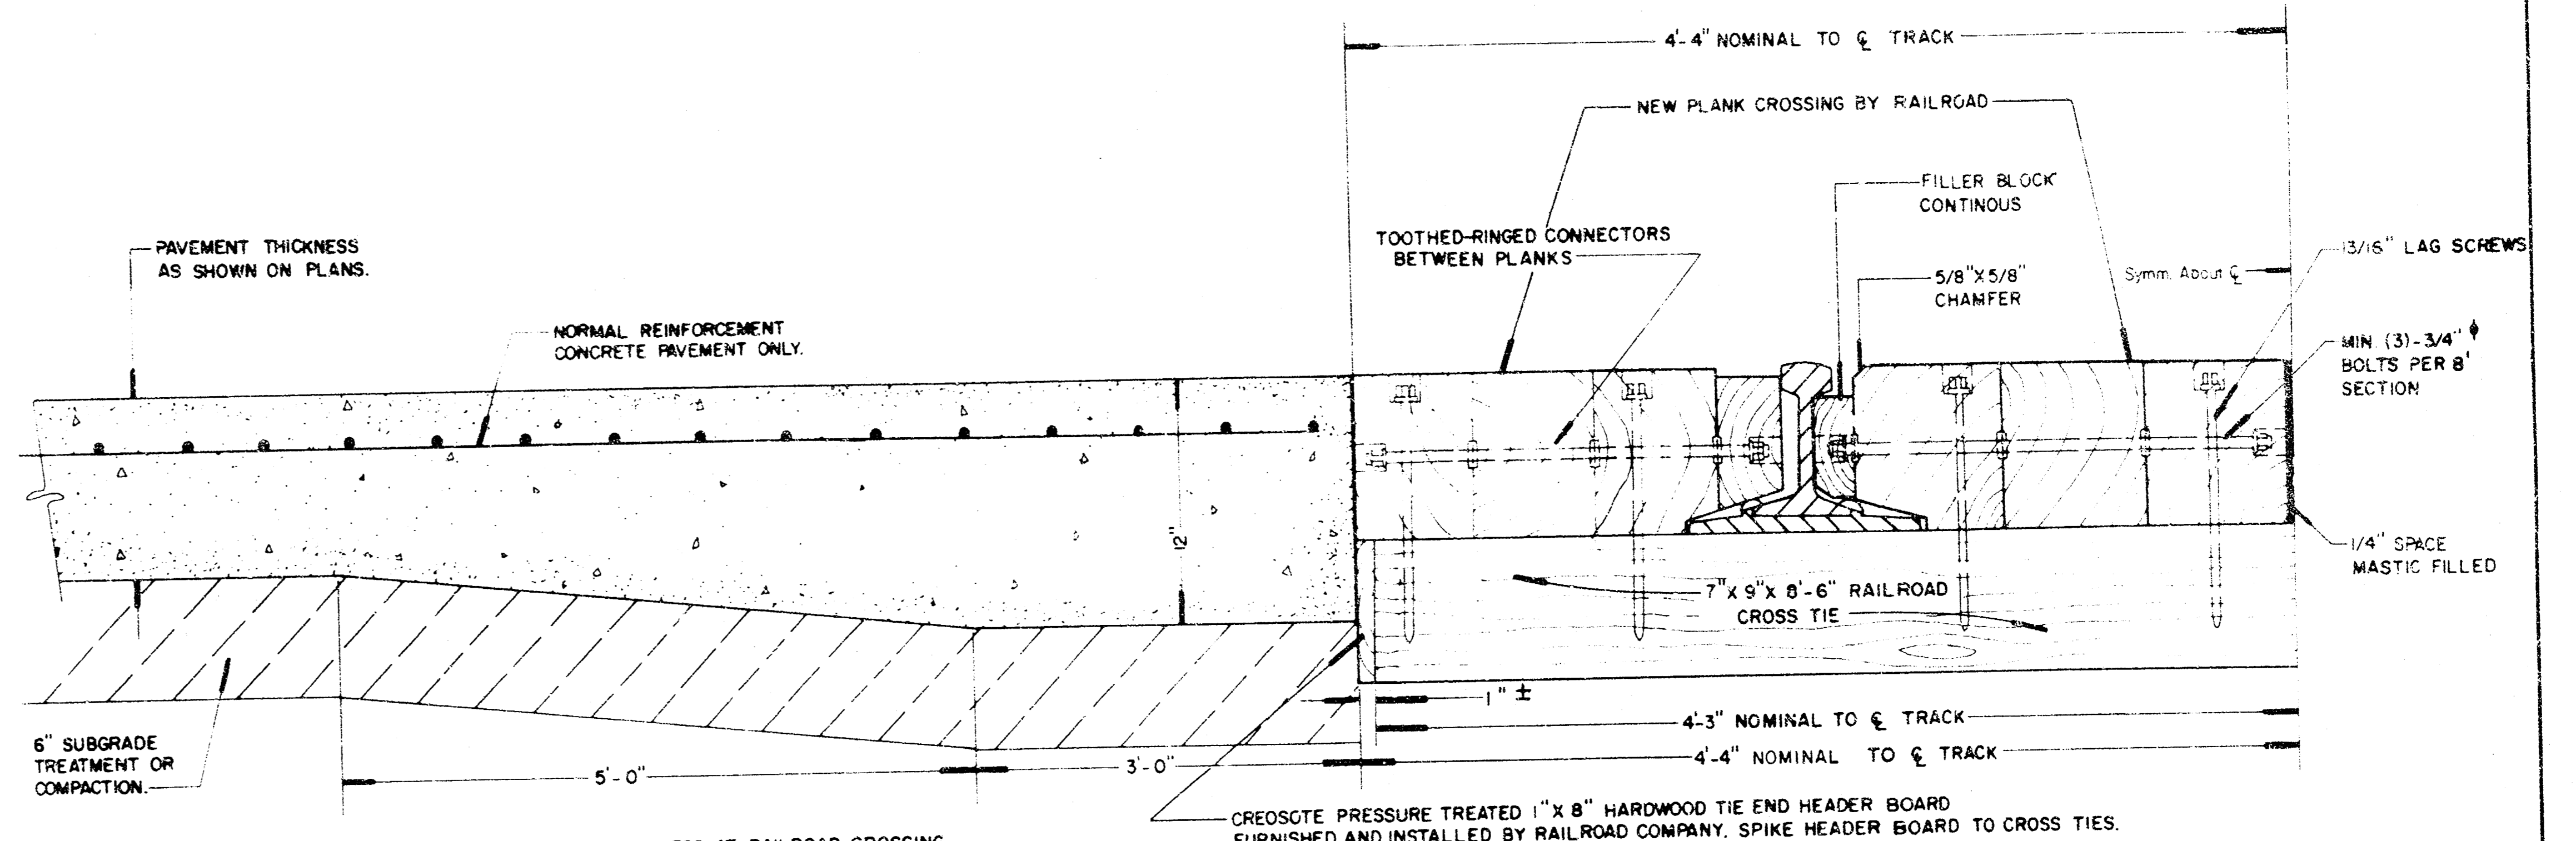 4'-4" NOMINAL TO ℄ TRACK
NEW PLANK CROSSING BY RAILROAD
FILLER BLOCK
CONTINOUS
TOOTHED-RINGED CONNECTORS
BETWEEN PLANKS
PAVEMENT THICKNESS
AS SHOWN ON PLANS.
13/16" LAG SCREWS
5/8"X5/8"
CHAMFER
Symm. About ℄
NORMAL REINFORCEMENT
CONCRETE PAVEMENT ONLY.
MIN. (3)-3/4" ϕ
BOLTS PER 8'
SECTION
12"
1/4" SPACE
MASTIC FILLED
7"X 9"X 8'-6" RAILROAD
CROSS TIE
1" ±
4'-3" NOMINAL TO ℄ TRACK
4'-4" NOMINAL TO ℄ TRACK
6" SUBGRADE
TREATMENT OR
COMPACTION.
5'-0"
3'-0"
CREOSOTE PRESSURE TREATED 1"X 8" HARDWOOD TIE END HEADER BOARD
FURNISHED AND INSTALLED BY RAILROAD COMPANY. SPIKE HEADER BOARD TO CROSS TIES.
AT RAILROAD CROSSING